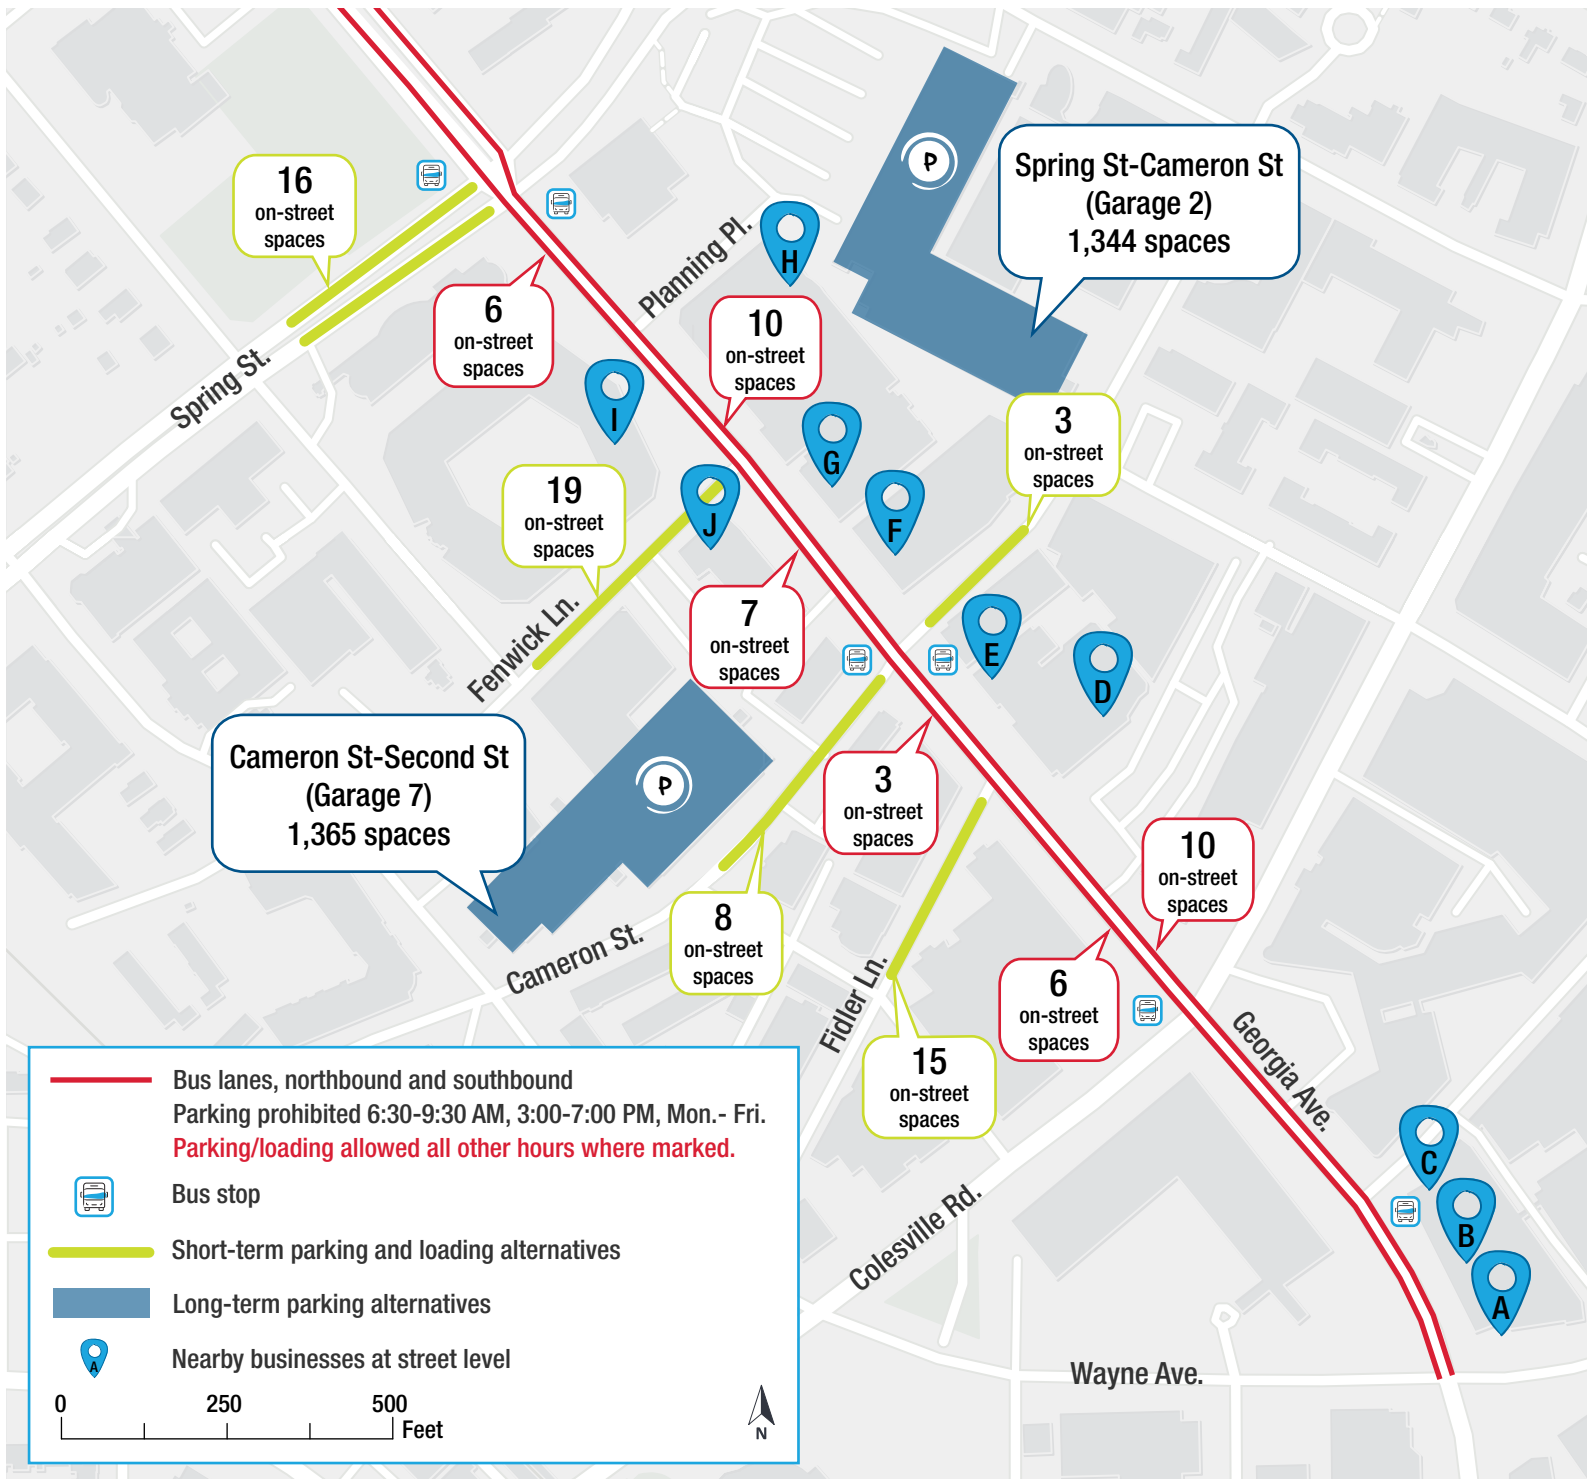 Spring St-Cameron St
(Garage 2)
1,344 spaces
P
16
on-street
spaces
H
Planning Pl.
6
on-street
spaces
10
on-street
spaces
Spring St.
I
G
3
on-street
spaces
19
on-street
spaces
J
F
Fenwick Ln.
7
on-street
spaces
E
D
Cameron St-Second St
(Garage 7)
1,365 spaces
P
3
on-street
spaces
10
on-street
spaces
8
on-street
spaces
Cameron St.
Fidler Ln.
6
on-street
spaces
15
on-street
spaces
Georgia Ave.
C
B
A
Colesville Rd.
Wayne Ave.
Bus lanes, northbound and southbound
Parking prohibited 6:30-9:30 AM, 3:00-7:00 PM, Mon.- Fri.
Parking/loading allowed all other hours where marked.
Bus stop
Short-term parking and loading alternatives
Long-term parking alternatives
A
Nearby businesses at street level
0 250 500
Feet
N